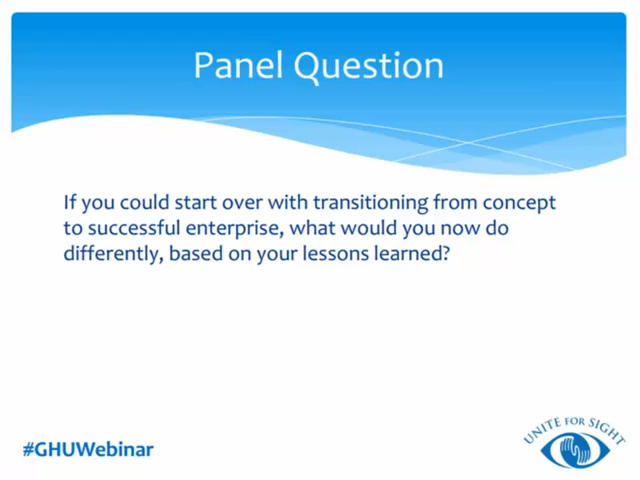 Panel Question
If you could start over with transitioning from concept
to successful enterprise, what would you now do
differently, based on your lessons learned?
#GHUWebinar
UNITE FOR SIGHT